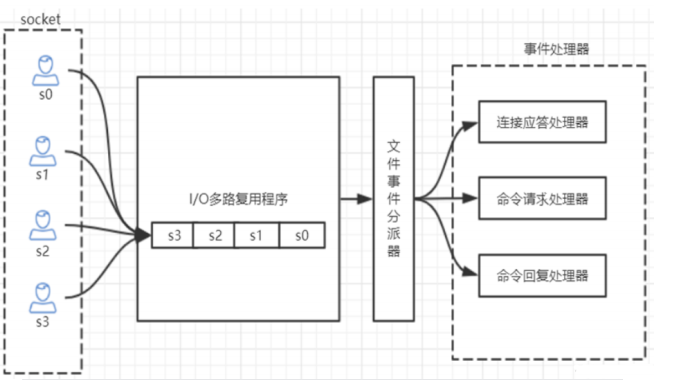 socket
事件处理器
s0
s1
s2
s3
I/O多路复用程序
s3 s2 s1 s0
文件事件分派器
连接应答处理器
命令请求处理器
命令回复处理器